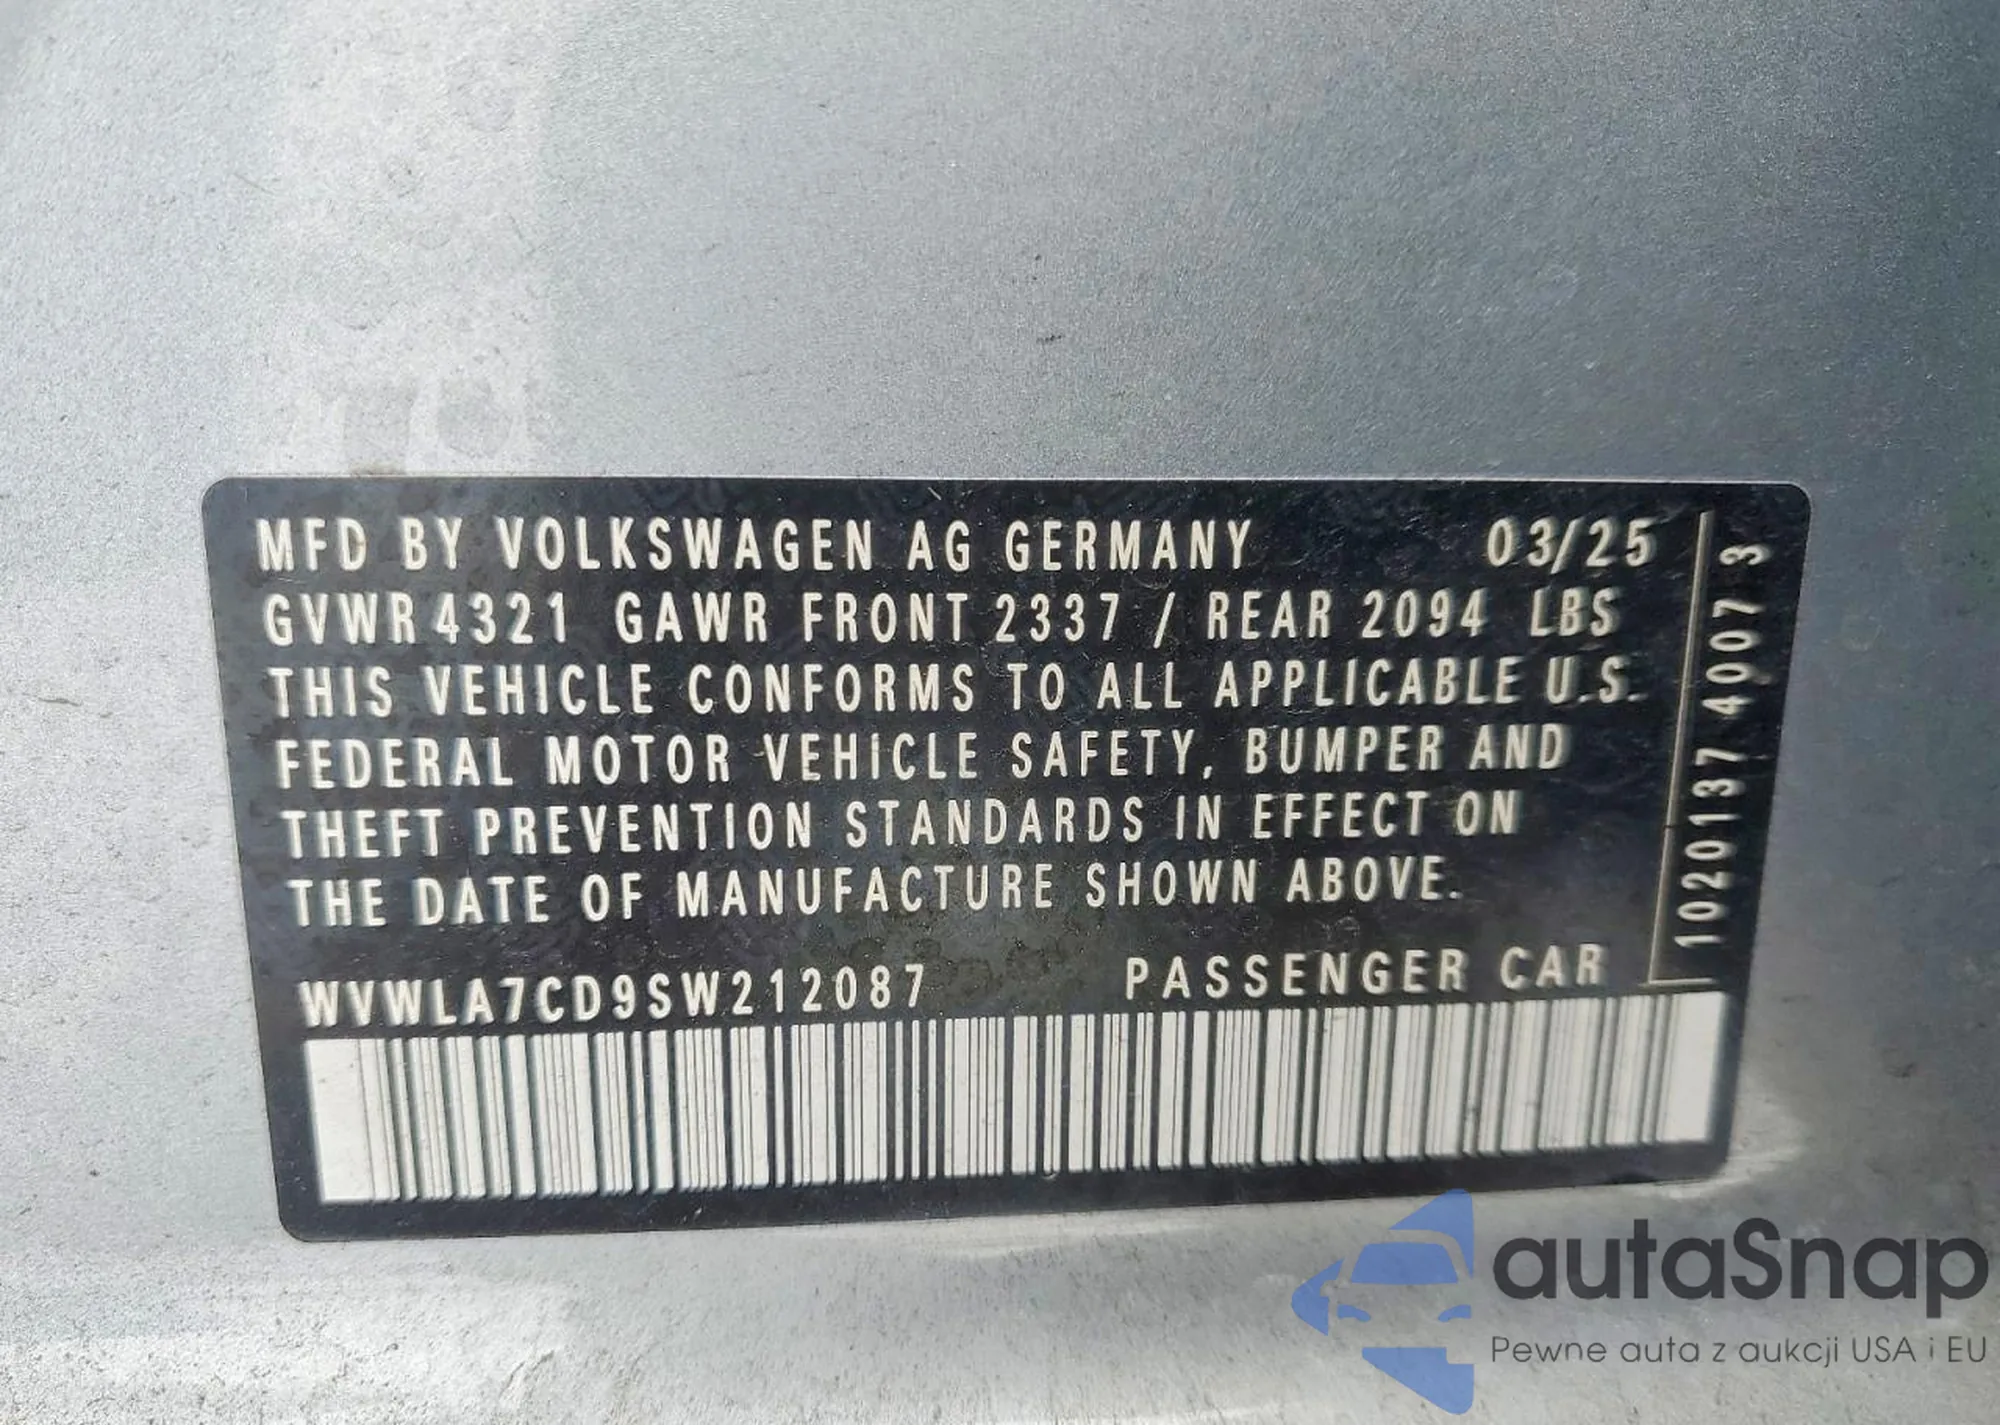 MFD BY VOLKSWAGEN AG GERMANY 03/25
GVWR 4321 GAWR FRONT 2337 / REAR 2094 LBS
THIS VEHICLE CONFORMS TO ALL APPLICABLE U.S.
FEDERAL MOTOR VEHICLE SAFETY, BUMPER AND
THEFT PREVENTION STANDARDS IN EFFECT ON
THE DATE OF MANUFACTURE SHOWN ABOVE.
WVWLA7CD9SW212087 PASSENGER CAR
1020137 4007 3
autaSnap
Pewne auta z aukcji USA i EU